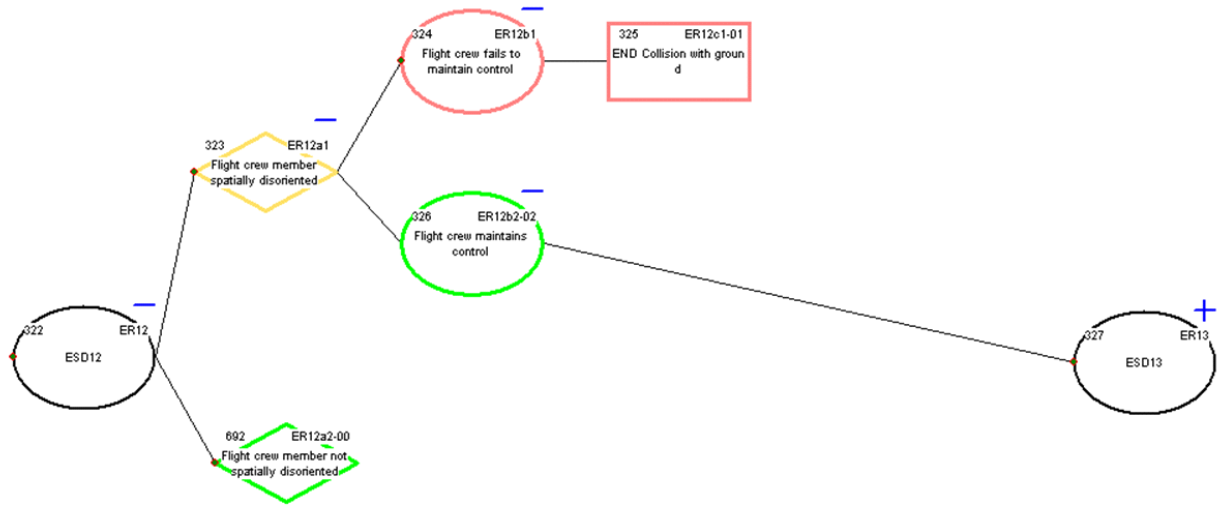 324 ER12b1
Flight crew fails to
maintain control
325 ER12c1-01
END Collision with groun
d
323 ER12a1
Flight crew member
spatially disoriented
326 ER12b2-02
Flight crew maintains
control
322 ER12
ESD12
327 ER13
ESD13
692 ER12a2-00
Flight crew member not
spatially disoriented